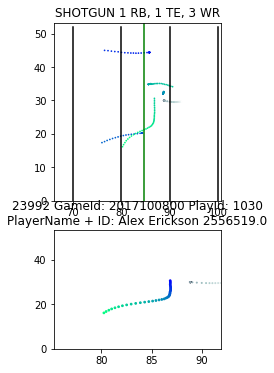 SHOTGUN 1 RB, 1 TE, 3 WR
50
40
30
20
10
0
70 80 90 100
23992 GameId: 2017100800 PlayId: 1030
PlayerName + ID: Alex Erickson 2556519.0
40
20
0
80 85 90